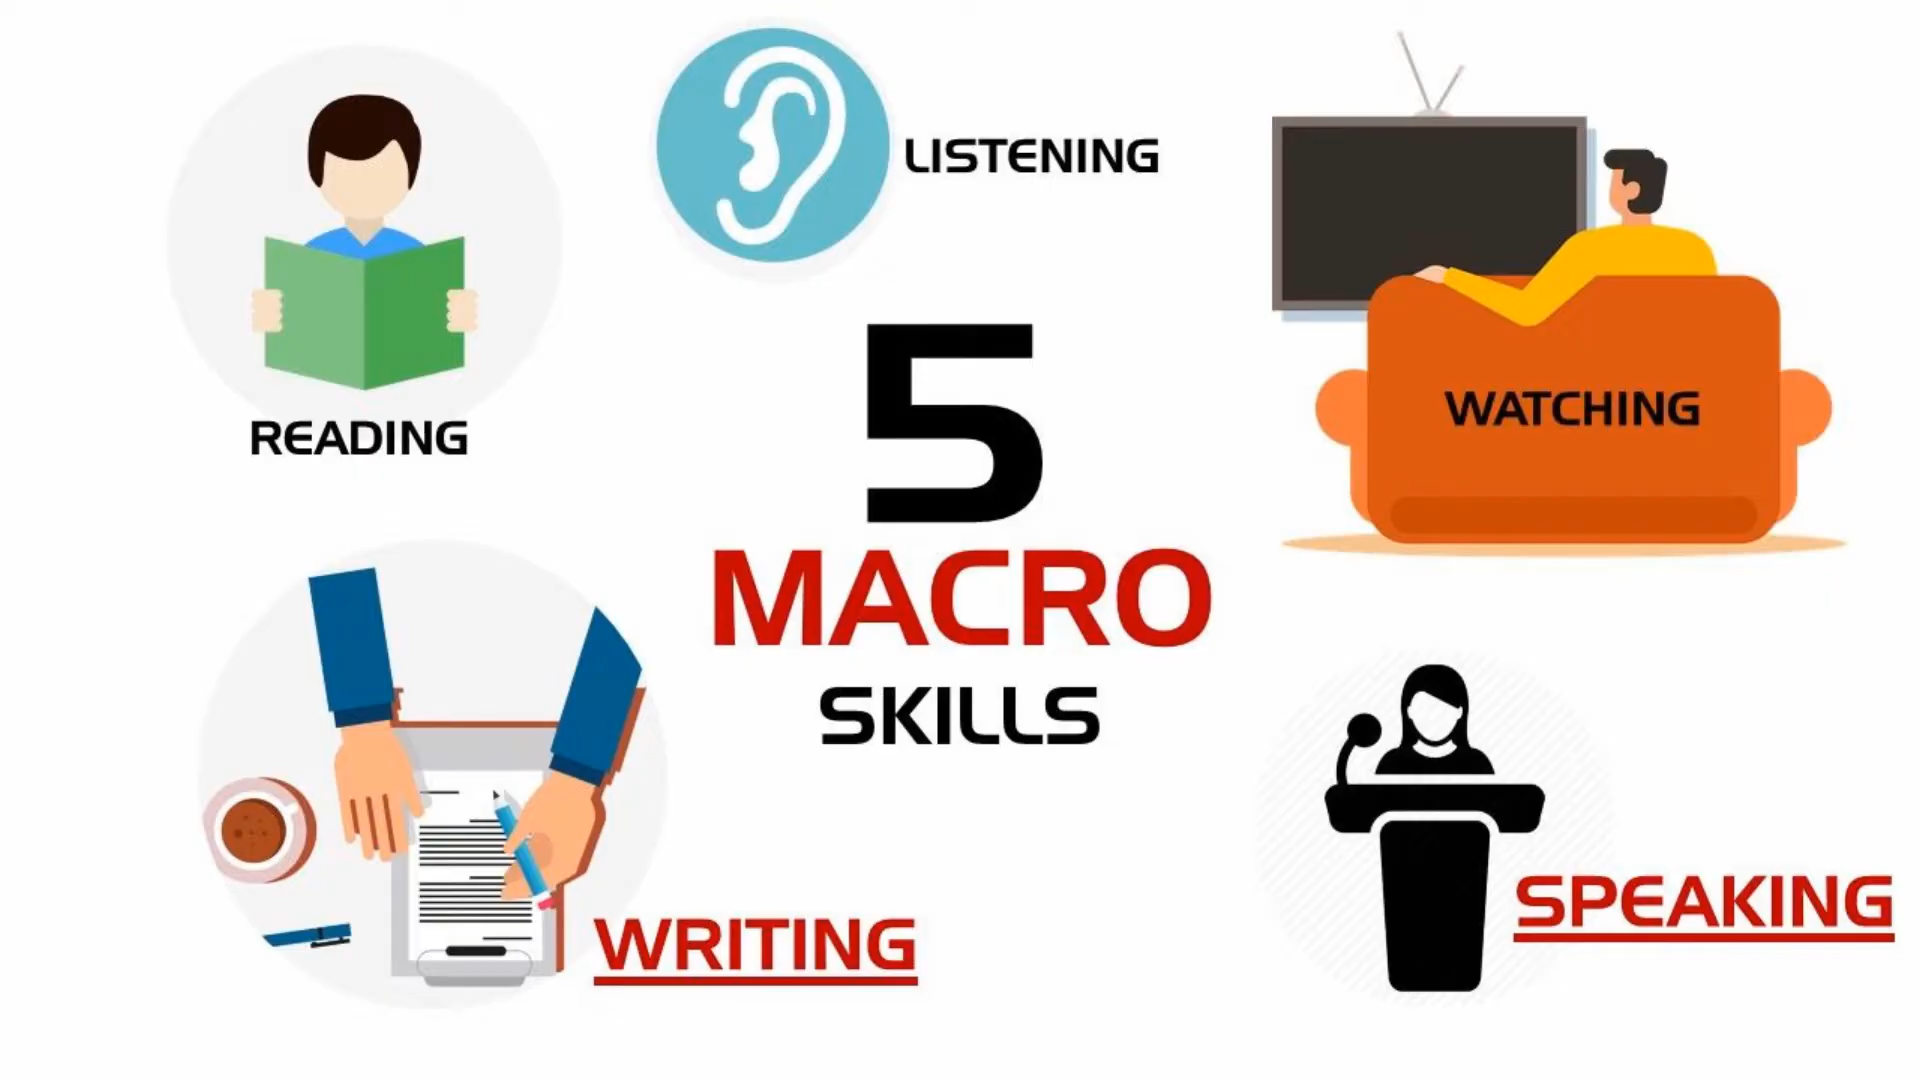 LISTENING
READING
WATCHING
5
MACRO
SKILLS
WRITING
SPEAKING